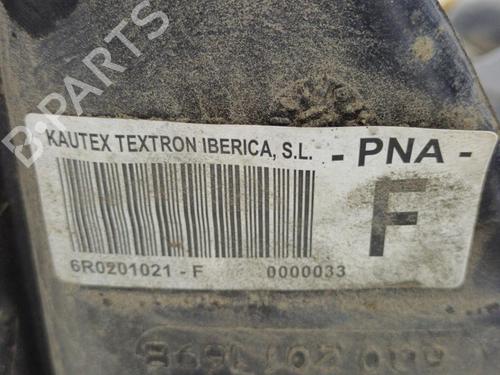 B-PARTS
KAUTEX TEXTRON IBERICA, S.L.
- PNA -
F
6R0201021 - F 0000033